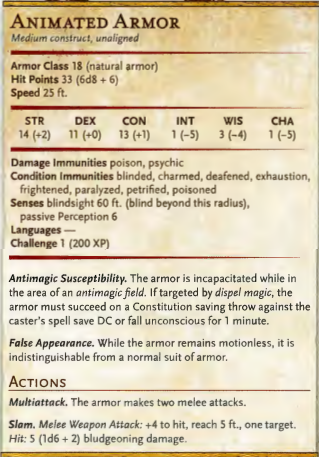 ANIMATED ARMOR
Medium construct, unaligned
Armor Class 18 (natural armor)
Hit Points 33 (6d8 + 6)
Speed 25 ft.
STR DEX CON INT WIS CHA
14 (+2) 11 (+0) 13 (+1) 1 (−5) 3 (−4) 1 (−5)
Damage Immunities poison, psychic
Condition Immunities blinded, charmed, deafened, exhaustion,
frightened, paralyzed, petrified, poisoned
Senses blindsight 60 ft. (blind beyond this radius),
passive Perception 6
Languages —
Challenge 1 (200 XP)
Antimagic Susceptibility. The armor is incapacitated while in
the area of an antimagic field. If targeted by dispel magic, the
armor must succeed on a Constitution saving throw against the
caster's spell save DC or fall unconscious for 1 minute.
False Appearance. While the armor remains motionless, it is
indistinguishable from a normal suit of armor.
ACTIONS
Multiattack. The armor makes two melee attacks.
Slam. Melee Weapon Attack: +4 to hit, reach 5 ft., one target.
Hit: 5 (1d6 + 2) bludgeoning damage.